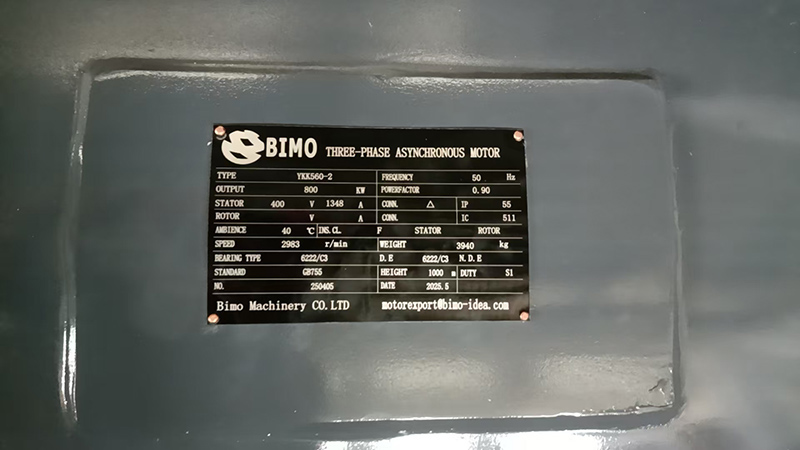 BIMO THREE-PHASE ASYNCHRONOUS MOTOR
TYPE YKK560-2 FREQUENCY 50 Hz
OUTPUT 800 KW POWERFACTOR 0.90
STATOR 400 V 1348 A CONN. △ IP 55
ROTOR V A CONN. IC 511
AMBIENCE 40 ℃ INS.CL. F STATOR ROTOR
SPEED 2983 r/min WEIGHT 3940 kg
BEARING TYPE 6222/C3 D.E 6222/C3 N.D.E
STANDARD GB755 HEIGHT 1000 m DUTY S1
NO. 250405 DATE 2025.5
Bimo Machinery CO.LTD motorexport@bimo-idea.com